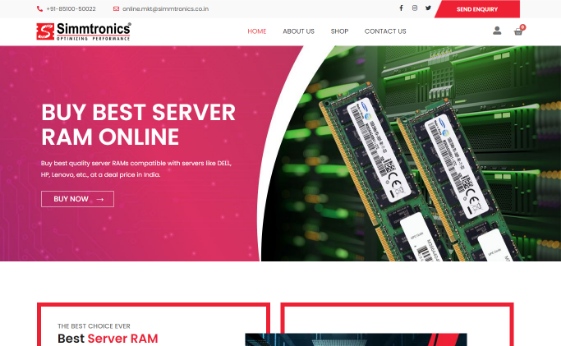 +91-85100-50022
online.mkt@simmtronics.co.in
SEND ENQUIRY
Simmtronics
OPTIMIZING PERFORMANCE
HOME
ABOUT US
SHOP
CONTACT US
0
BUY BEST SERVER
RAM ONLINE
Buy best quality server RAMs compatible with servers like DELL,
HP, Lenovo, etc., at a deal price in India.
BUY NOW →
THE BEST CHOICE EVER
Best Server RAM